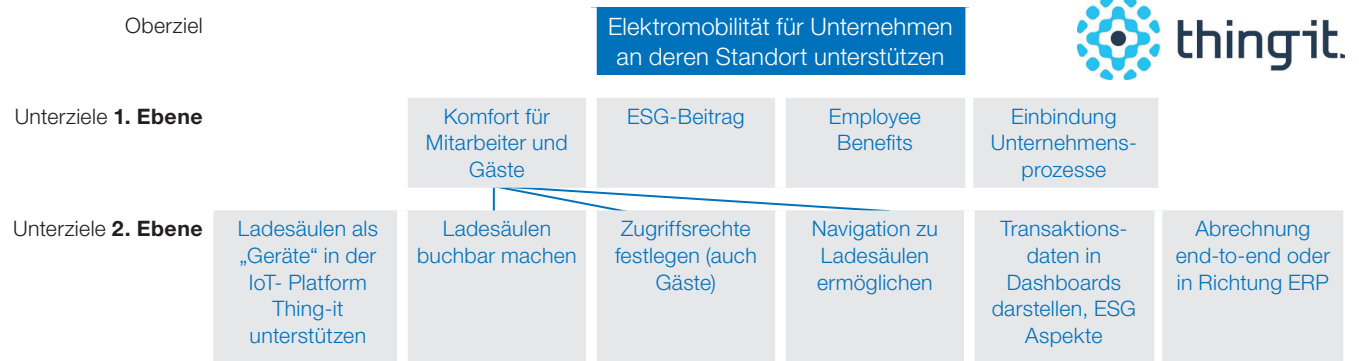 Oberziel
Elektromobilität für Unternehmen
an deren Standort unterstützen
thingit.
Unterziele 1. Ebene
Komfort für
Mitarbeiter und
Gäste
ESG-Beitrag
Employee
Benefits
Einbindung
Unternehmens-
prozesse
Unterziele 2. Ebene
Ladesäulen als
„Geräte“ in der
IoT- Platform
Thing-it
unterstützen
Ladesäulen
buchbar machen
Zugriffsrechte
festlegen (auch
Gäste)
Navigation zu
Ladesäulen
ermöglichen
Transaktions-
daten in
Dashboards
darstellen, ESG
Aspekte
Abrechnung
end-to-end oder
in Richtung ERP